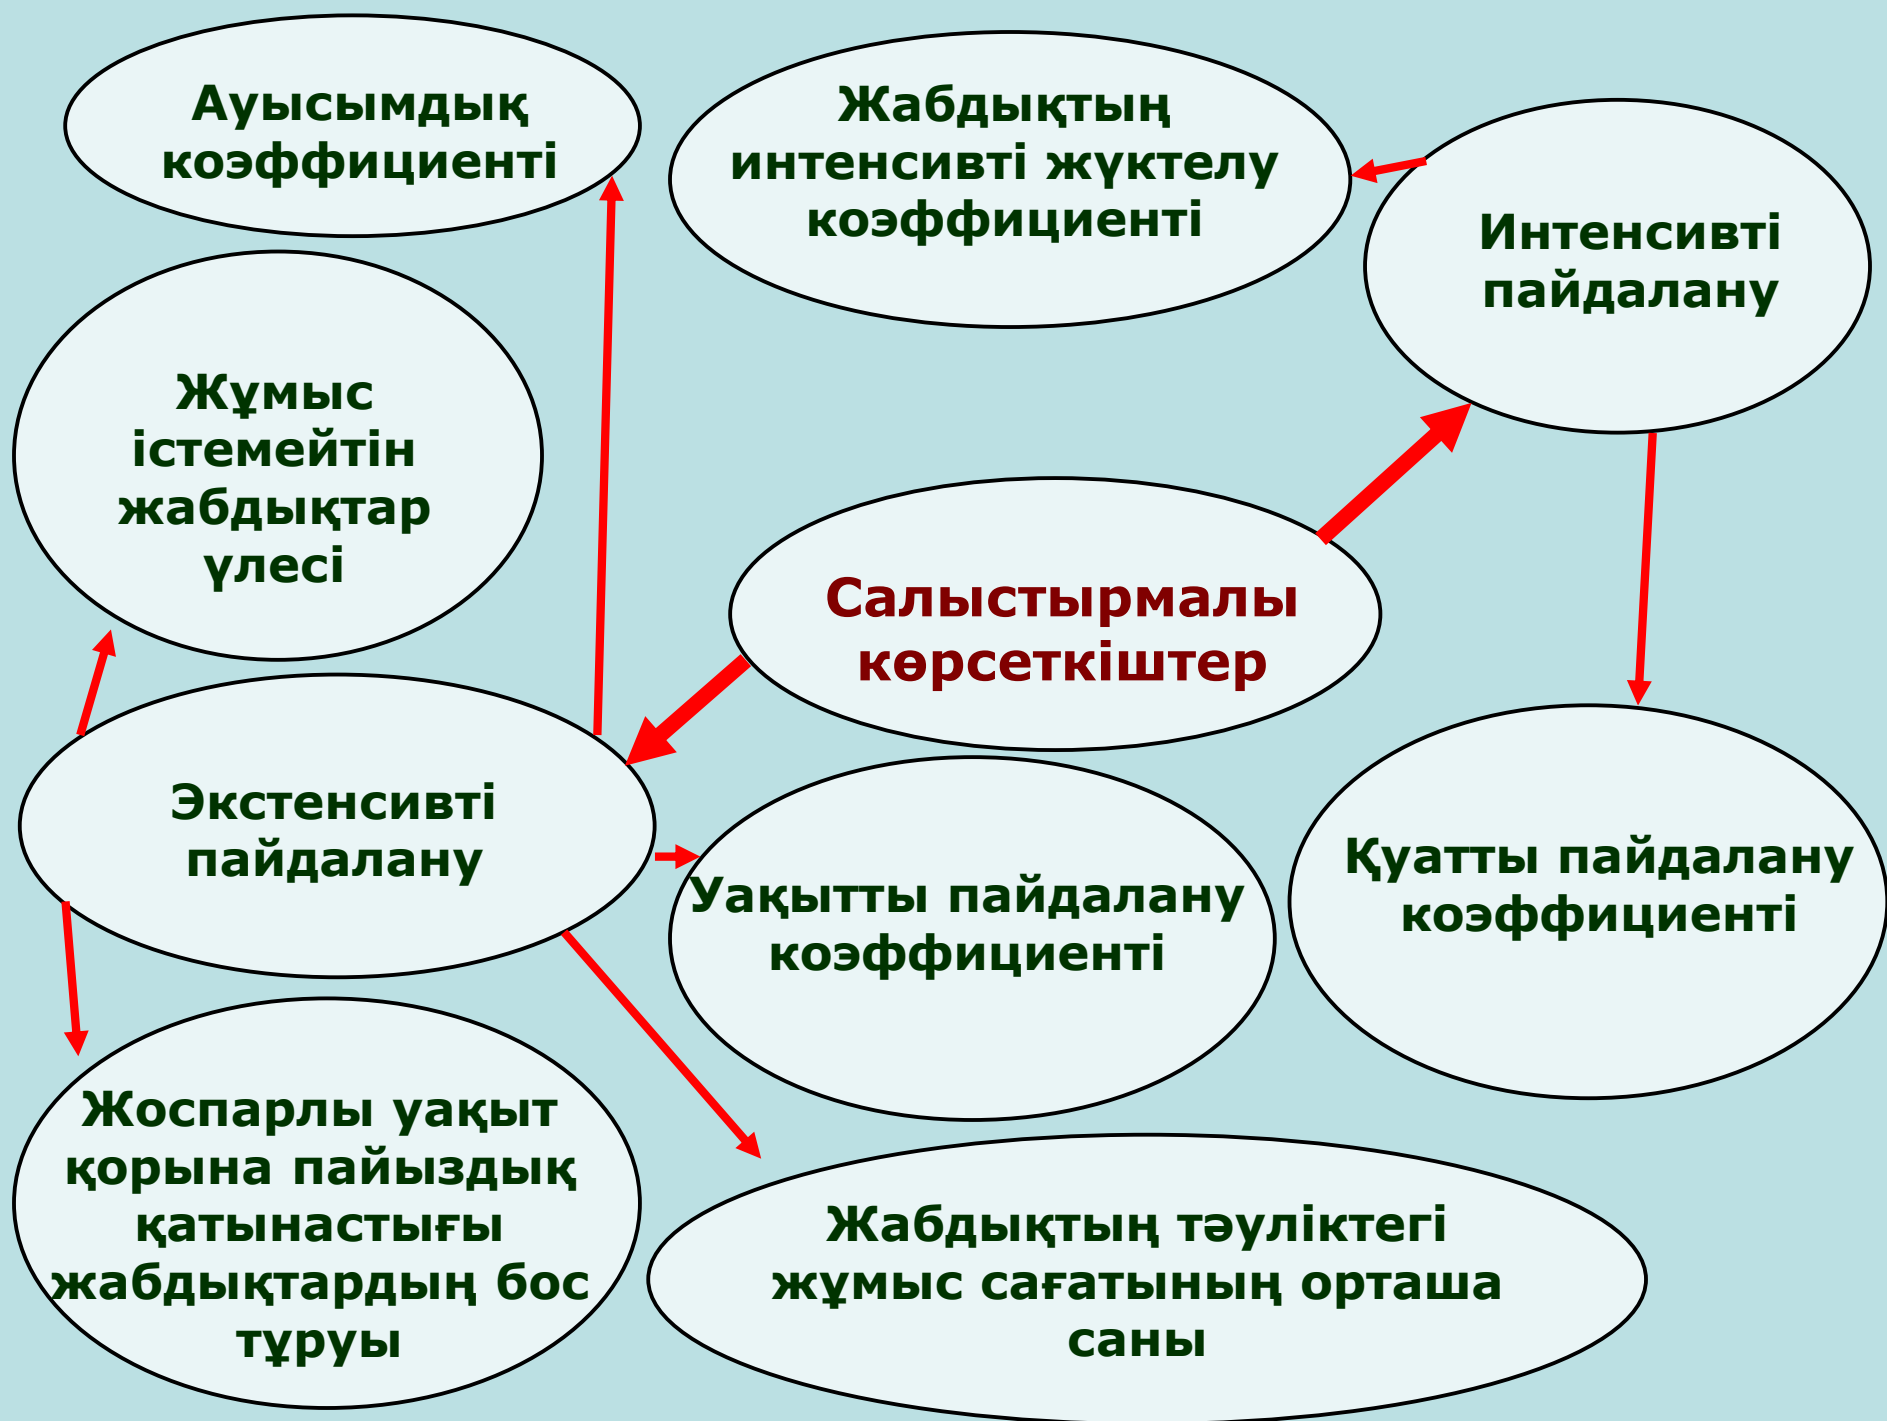 Ауысымдық
коэффициенті
Жабдықтың
интенсивті жүктелу
коэффициенті
Интенсивті
пайдалану
Жұмыс
істемейтін
жабдықтар
үлесі
Салыстырмалы
көрсеткіштер
Экстенсивті
пайдалану
Уақытты пайдалану
коэффициенті
Қуатты пайдалану
коэффициенті
Жоспарлы уақыт
қорына пайыздық
қатынастығы
жабдықтардың бос
тұруы
Жабдықтың тәуліктегі
жұмыс сағатының орташа
саны